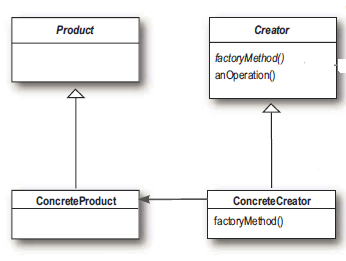 Product
Creator
factoryMethod()
anOperation()
ConcreteProduct
ConcreteCreator
factoryMethod()